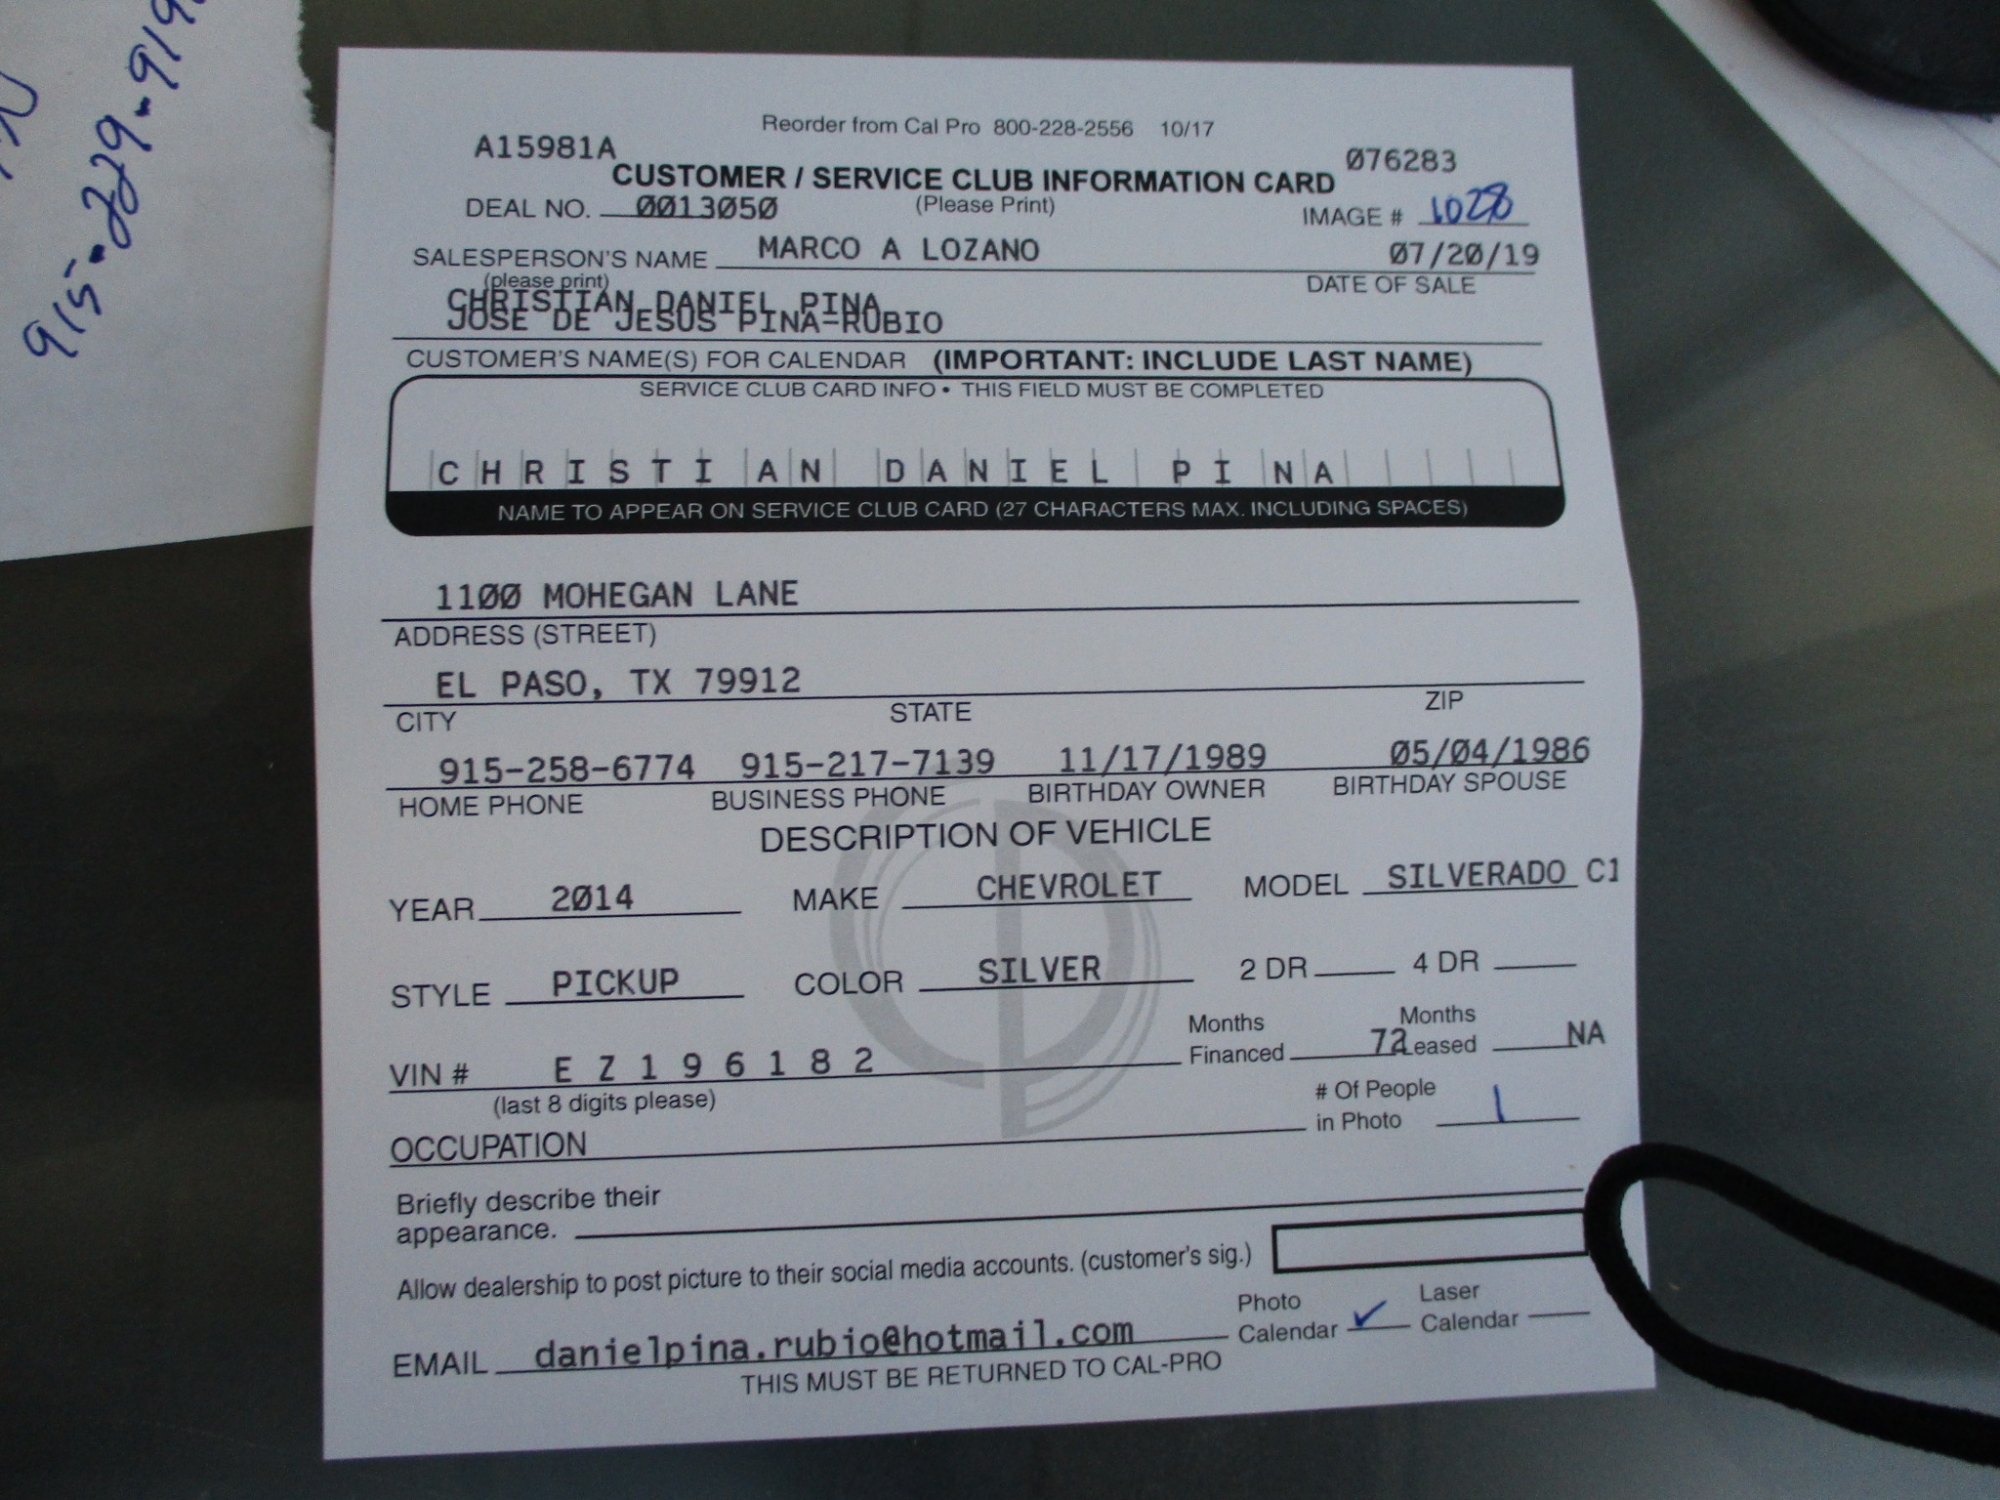 915-229-919
Reorder from Cal Pro 800-228-2556 10/17
A15981A
076283
CUSTOMER / SERVICE CLUB INFORMATION CARD
DEAL NO. 0013050 (Please Print) IMAGE # 1028
SALESPERSON'S NAME MARCO A LOZANO 07/20/19
(please print) DATE OF SALE
CHRISTIAN DANIEL PINA
JOSE DE JESUS PINA-RUBIO
CUSTOMER'S NAME(S) FOR CALENDAR (IMPORTANT: INCLUDE LAST NAME)
SERVICE CLUB CARD INFO • THIS FIELD MUST BE COMPLETED
CHRISTIAN DANIEL PINA
NAME TO APPEAR ON SERVICE CLUB CARD (27 CHARACTERS MAX. INCLUDING SPACES)
1100 MOHEGAN LANE
ADDRESS (STREET)
EL PASO, TX 79912
CITY STATE ZIP
915-258-6774 915-217-7139 11/17/1989 05/04/1986
HOME PHONE BUSINESS PHONE BIRTHDAY OWNER BIRTHDAY SPOUSE
DESCRIPTION OF VEHICLE
YEAR 2014 MAKE CHEVROLET MODEL SILVERADO C1
STYLE PICKUP COLOR SILVER 2 DR 4 DR
VIN # E Z 1 9 6 1 8 2 Months Financed 72 Months Leased NA
(last 8 digits please)
OCCUPATION # Of People in Photo 1
Briefly describe their
appearance.
Allow dealership to post picture to their social media accounts. (customer's sig.)
EMAIL danielpina.rubio@hotmail.com Photo Calendar ✓ Laser Calendar
THIS MUST BE RETURNED TO CAL-PRO